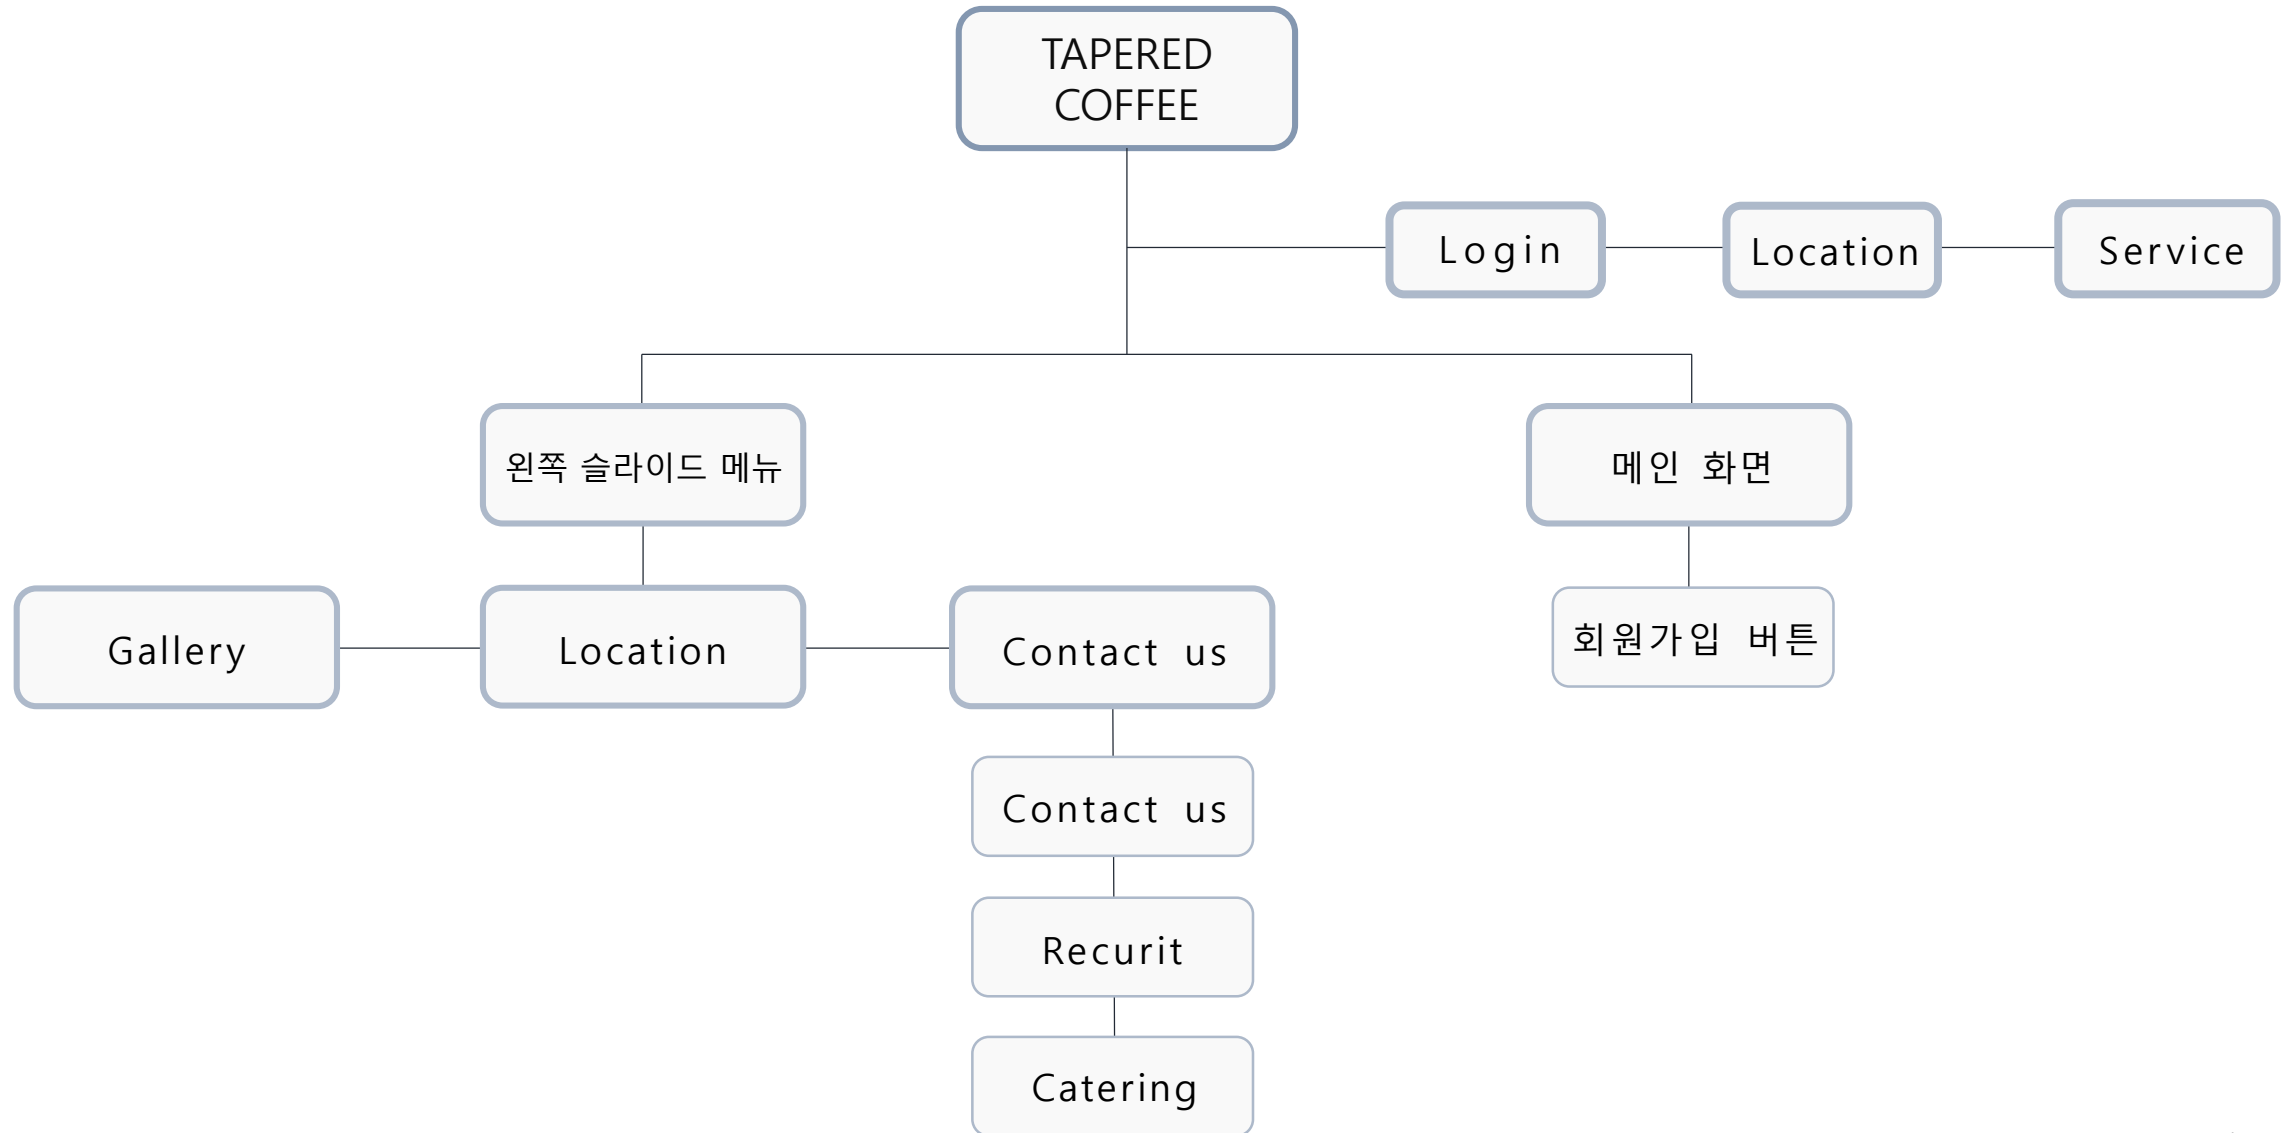 TAPERED
COFFEE
Login
Location
Service
왼쪽 슬라이드 메뉴
메인 화면
Gallery
Location
Contact us
회원가입 버튼
Contact us
Recurit
Catering